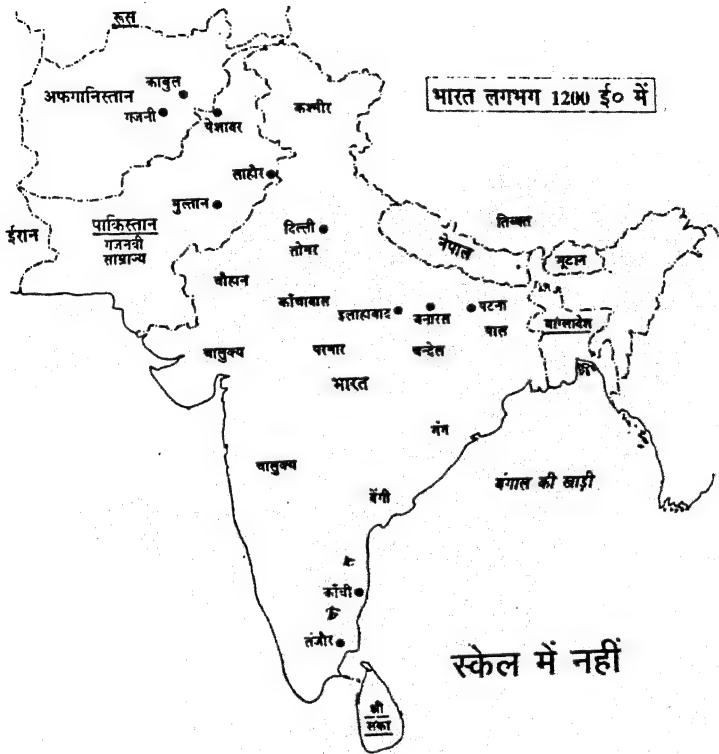 रूस
भारत लगभग 1200 ई० में
काबुल
अफगानिस्तान
गजनी
पेशावर
कश्मीर
लाहौर
मुल्तान
ईरान
पाकिस्तान
गजनवी
साम्राज्य
दिल्ली
तोमर
तिब्बत
नेपाल
भूटान
चौहान
इलाहाबाद
बनारस
पटना
पाल
बांग्लादेश
चालुक्य
परमार
चन्देल
भारत
गंग
चालुक्य
बेंगी
बंगाल की खाड़ी
काँची
तंजौर
स्केल में नहीं
श्री
लंका